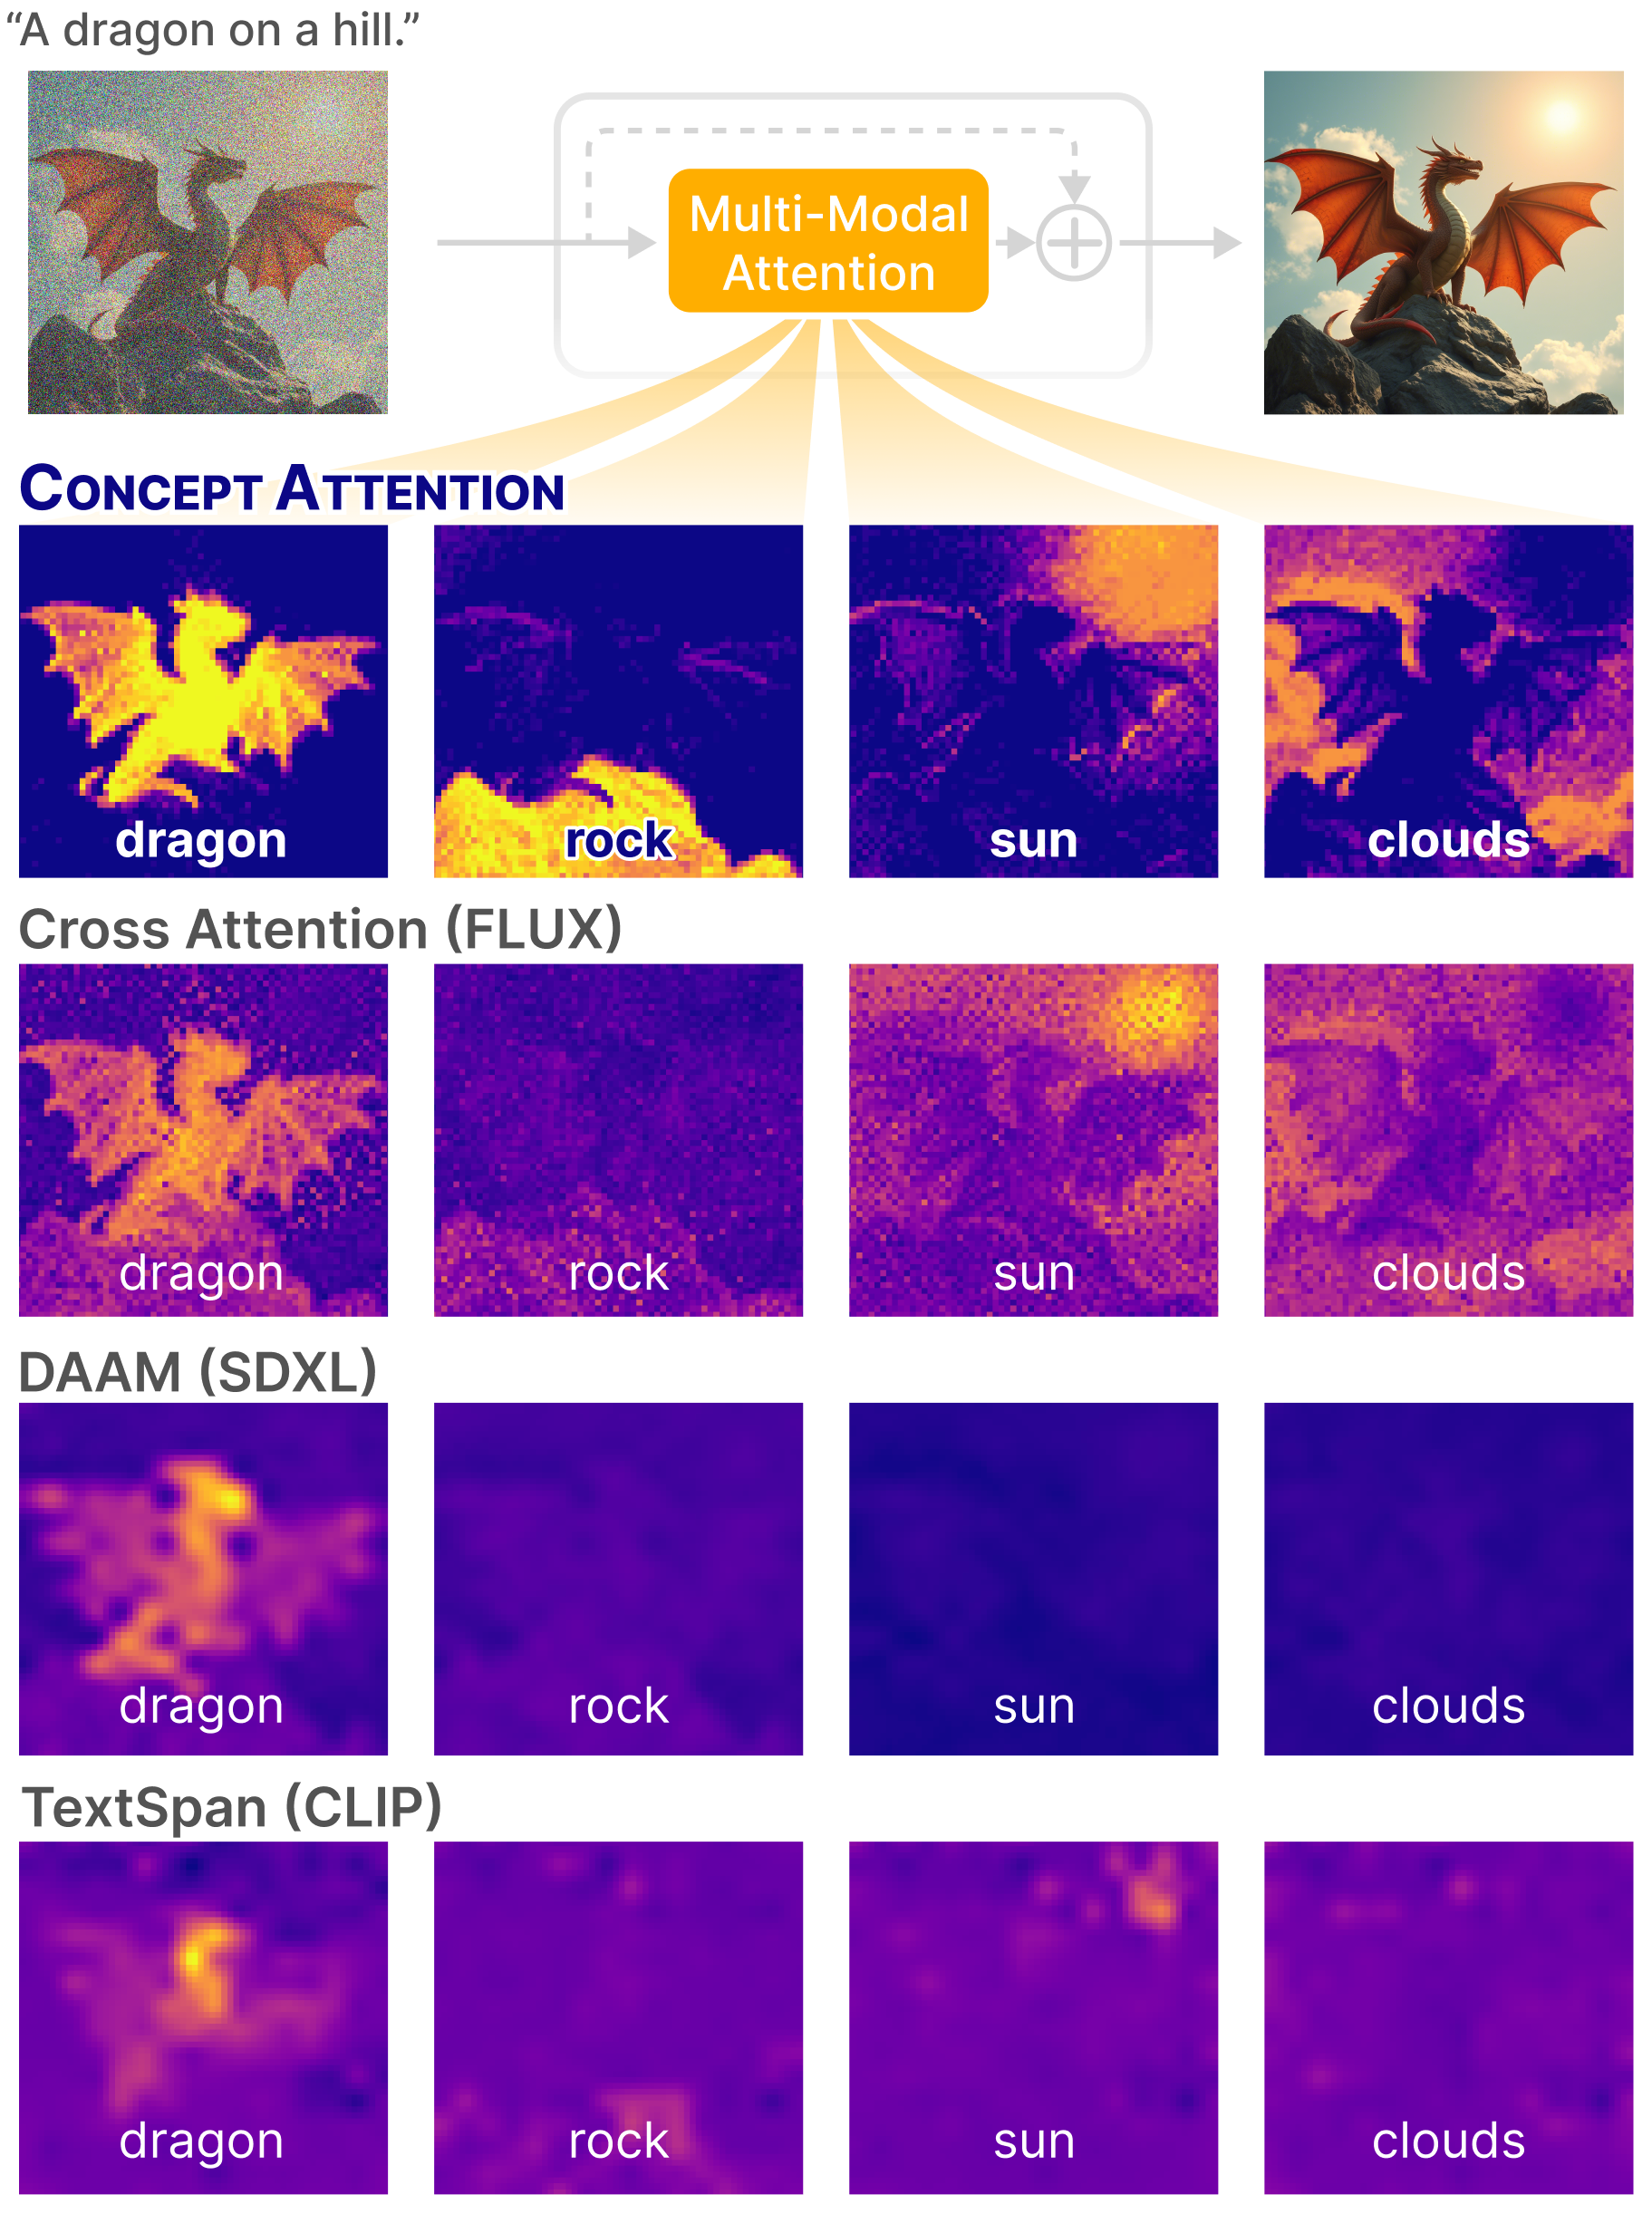 “A dragon on a hill.”
Multi-Modal
Attention
CONCEPT ATTENTION
dragon
rock
sun
clouds
Cross Attention (FLUX)
dragon
rock
sun
clouds
DAAM (SDXL)
dragon
rock
sun
clouds
TextSpan (CLIP)
dragon
rock
sun
clouds